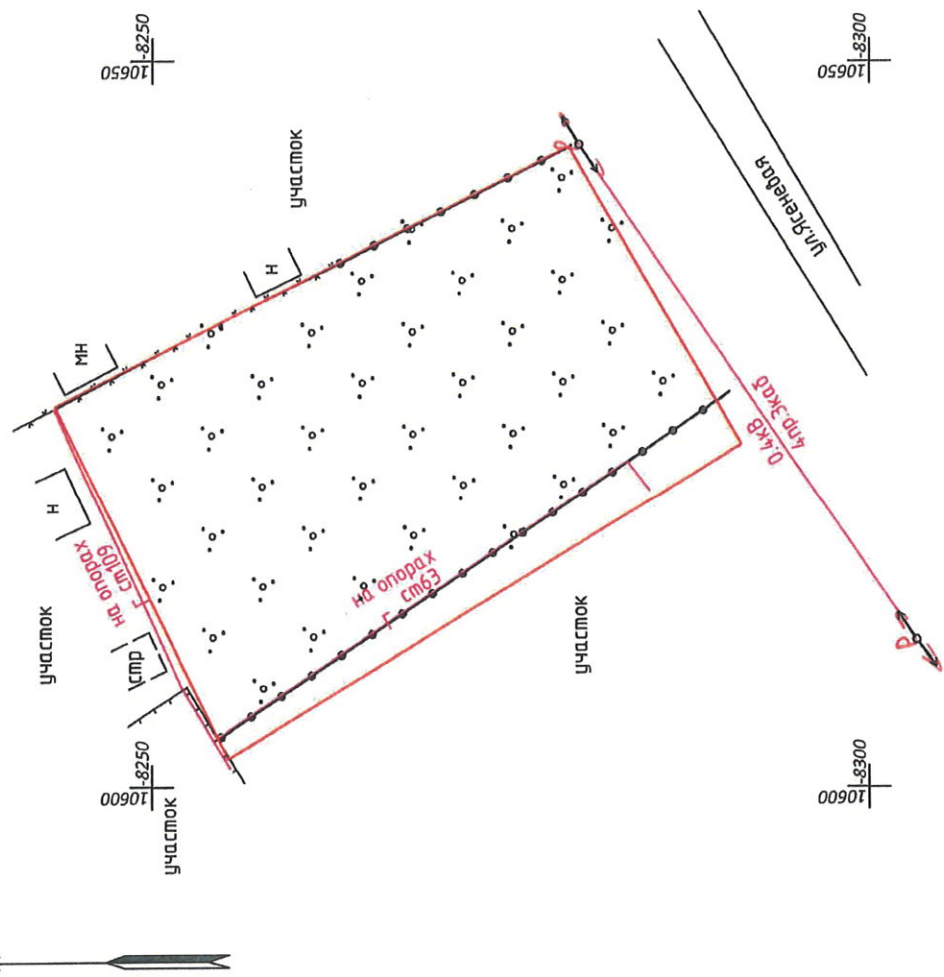 -8250
10650
-8300
10650
участок
МН
Н
Н
ул.Ясеневая
участок
на опорах
ст109
стр
Г
на опорах
ст63
Г
0.4кВ
4пр.3каб
участок
-8250
10600
участок
-8300
10600